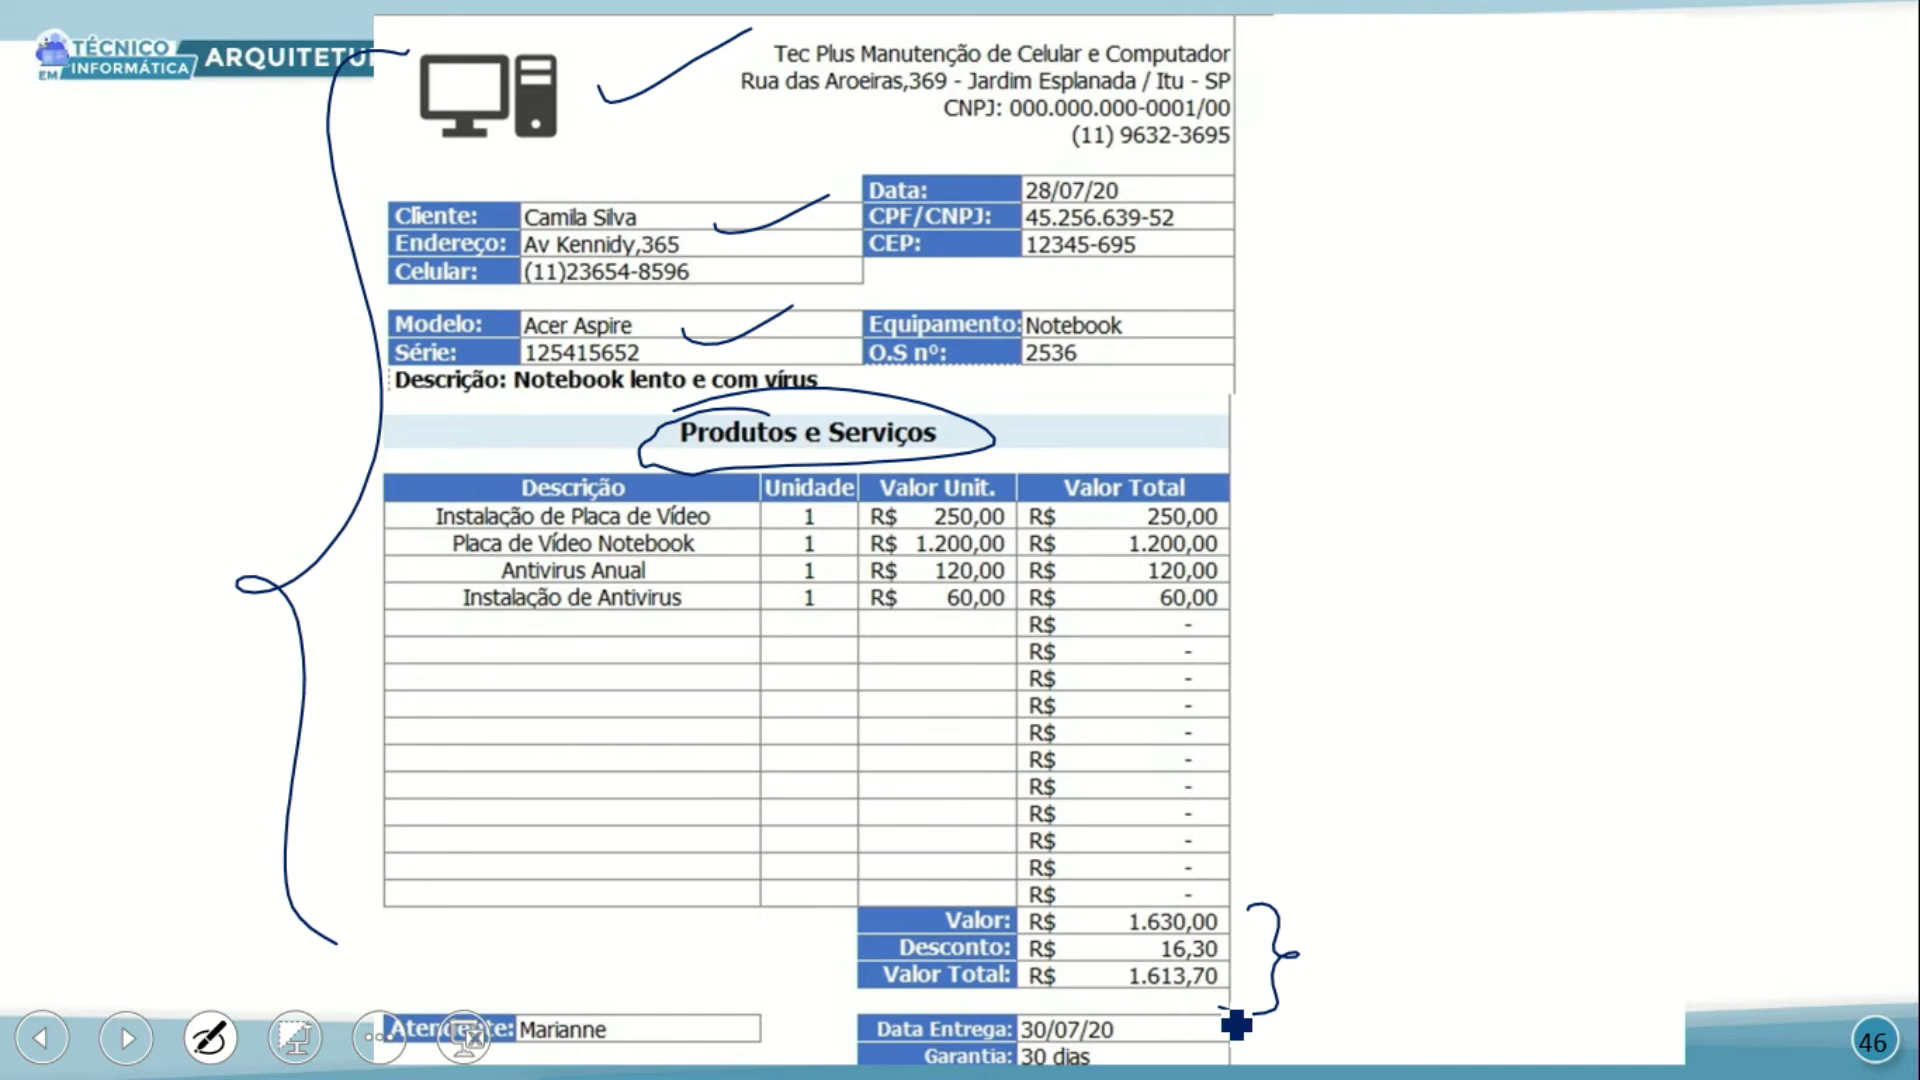 TÉCNICO
EM INFORMÁTICA
ARQUITETU
Tec Plus Manutenção de Celular e Computador
Rua das Aroeiras,369 - Jardim Esplanada / Itu - SP
CNPJ: 000.000.000-0001/00
(11) 9632-3695
Data: 28/07/20
Cliente: Camila Silva CPF/CNPJ: 45.256.639-52
Endereço: Av Kennidy,365 CEP: 12345-695
Celular: (11)23654-8596
Modelo: Acer Aspire Equipamento: Notebook
Série: 125415652 O.S nº: 2536
Descrição: Notebook lento e com vírus
Produtos e Serviços
Descrição Unidade Valor Unit. Valor Total
Instalação de Placa de Vídeo 1 R$ 250,00 R$ 250,00
Placa de Vídeo Notebook 1 R$ 1.200,00 R$ 1.200,00
Antivirus Anual 1 R$ 120,00 R$ 120,00
Instalação de Antivirus 1 R$ 60,00 R$ 60,00
R$ -
R$ -
R$ -
R$ -
R$ -
R$ -
R$ -
R$ -
R$ -
R$ -
R$ -
Valor: R$ 1.630,00
Desconto: R$ 16,30
Valor Total: R$ 1.613,70
Atendente: Marianne Data Entrega: 30/07/20
Garantia: 30 dias
46